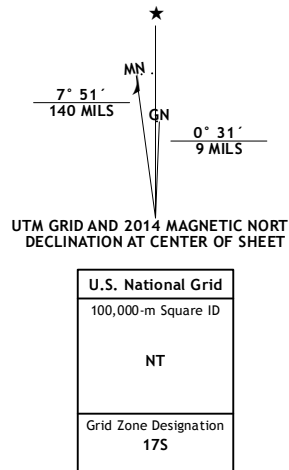 MN
7° 51´
140 MILS
GN
0° 31´
9 MILS
UTM GRID AND 2014 MAGNETIC NORT
DECLINATION AT CENTER OF SHEET
U.S. National Grid
100,000-m Square ID
NT
Grid Zone Designation
17S